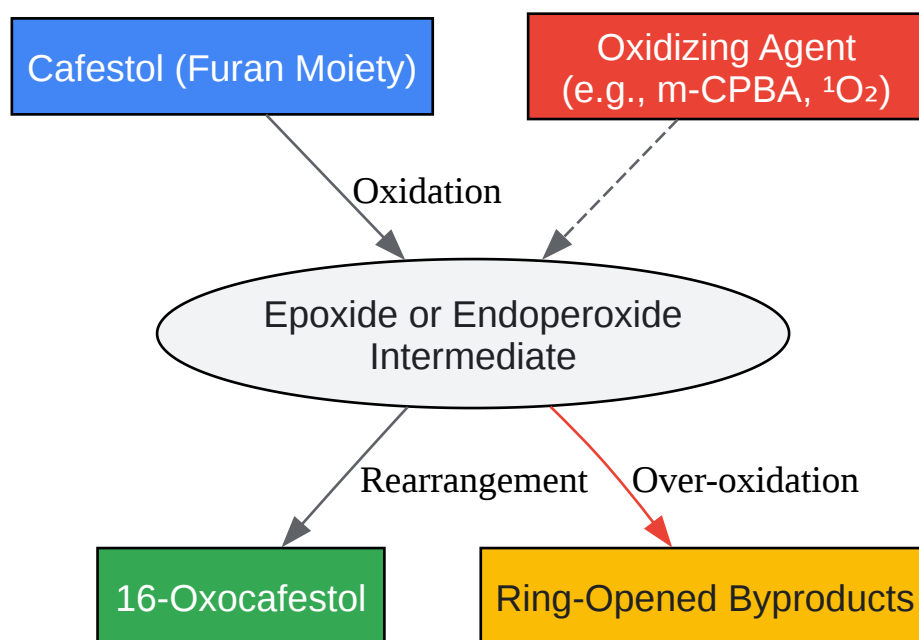 Cafestol (Furan Moiety)
Oxidizing Agent
(e.g., m-CPBA, ¹O₂)
Oxidation
Epoxide or Endoperoxide
Intermediate
Rearrangement
Over-oxidation
16-Oxocafestol
Ring-Opened Byproducts